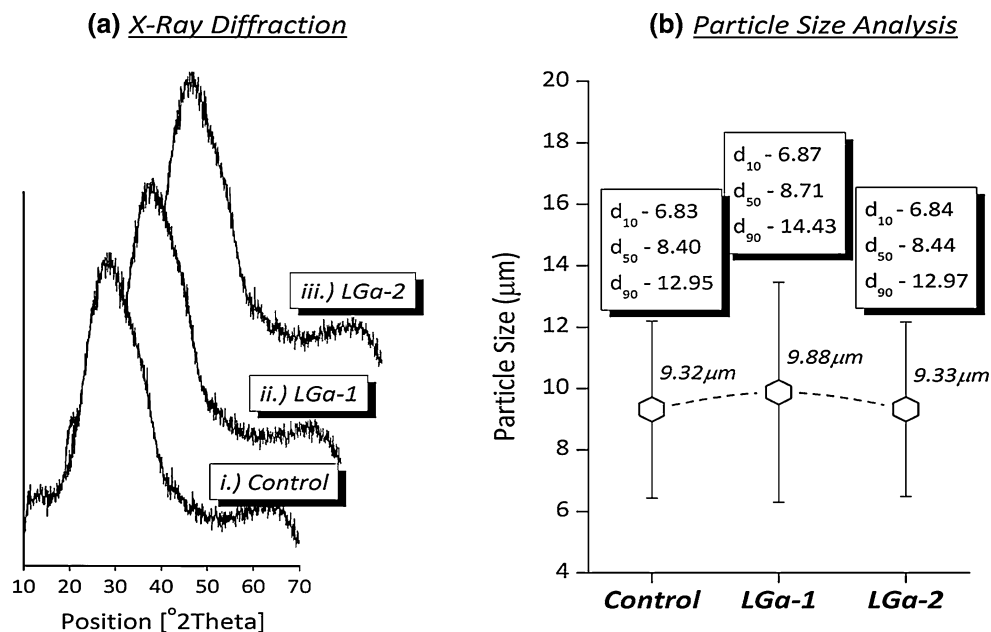 (a) X-Ray Diffraction
iii.) LGa-2
ii.) LGa-1
i.) Control
10 20 30 40 50 60 70
Position [°2Theta]
(b) Particle Size Analysis
20
18
16
14
12
10
8
6
4
Particle Size (μm)
d10 - 6.83
d50 - 8.40
d90 - 12.95
d10 - 6.87
d50 - 8.71
d90 - 14.43
d10 - 6.84
d50 - 8.44
d90 - 12.97
9.32μm
9.88μm
9.33μm
Control LGa-1 LGa-2